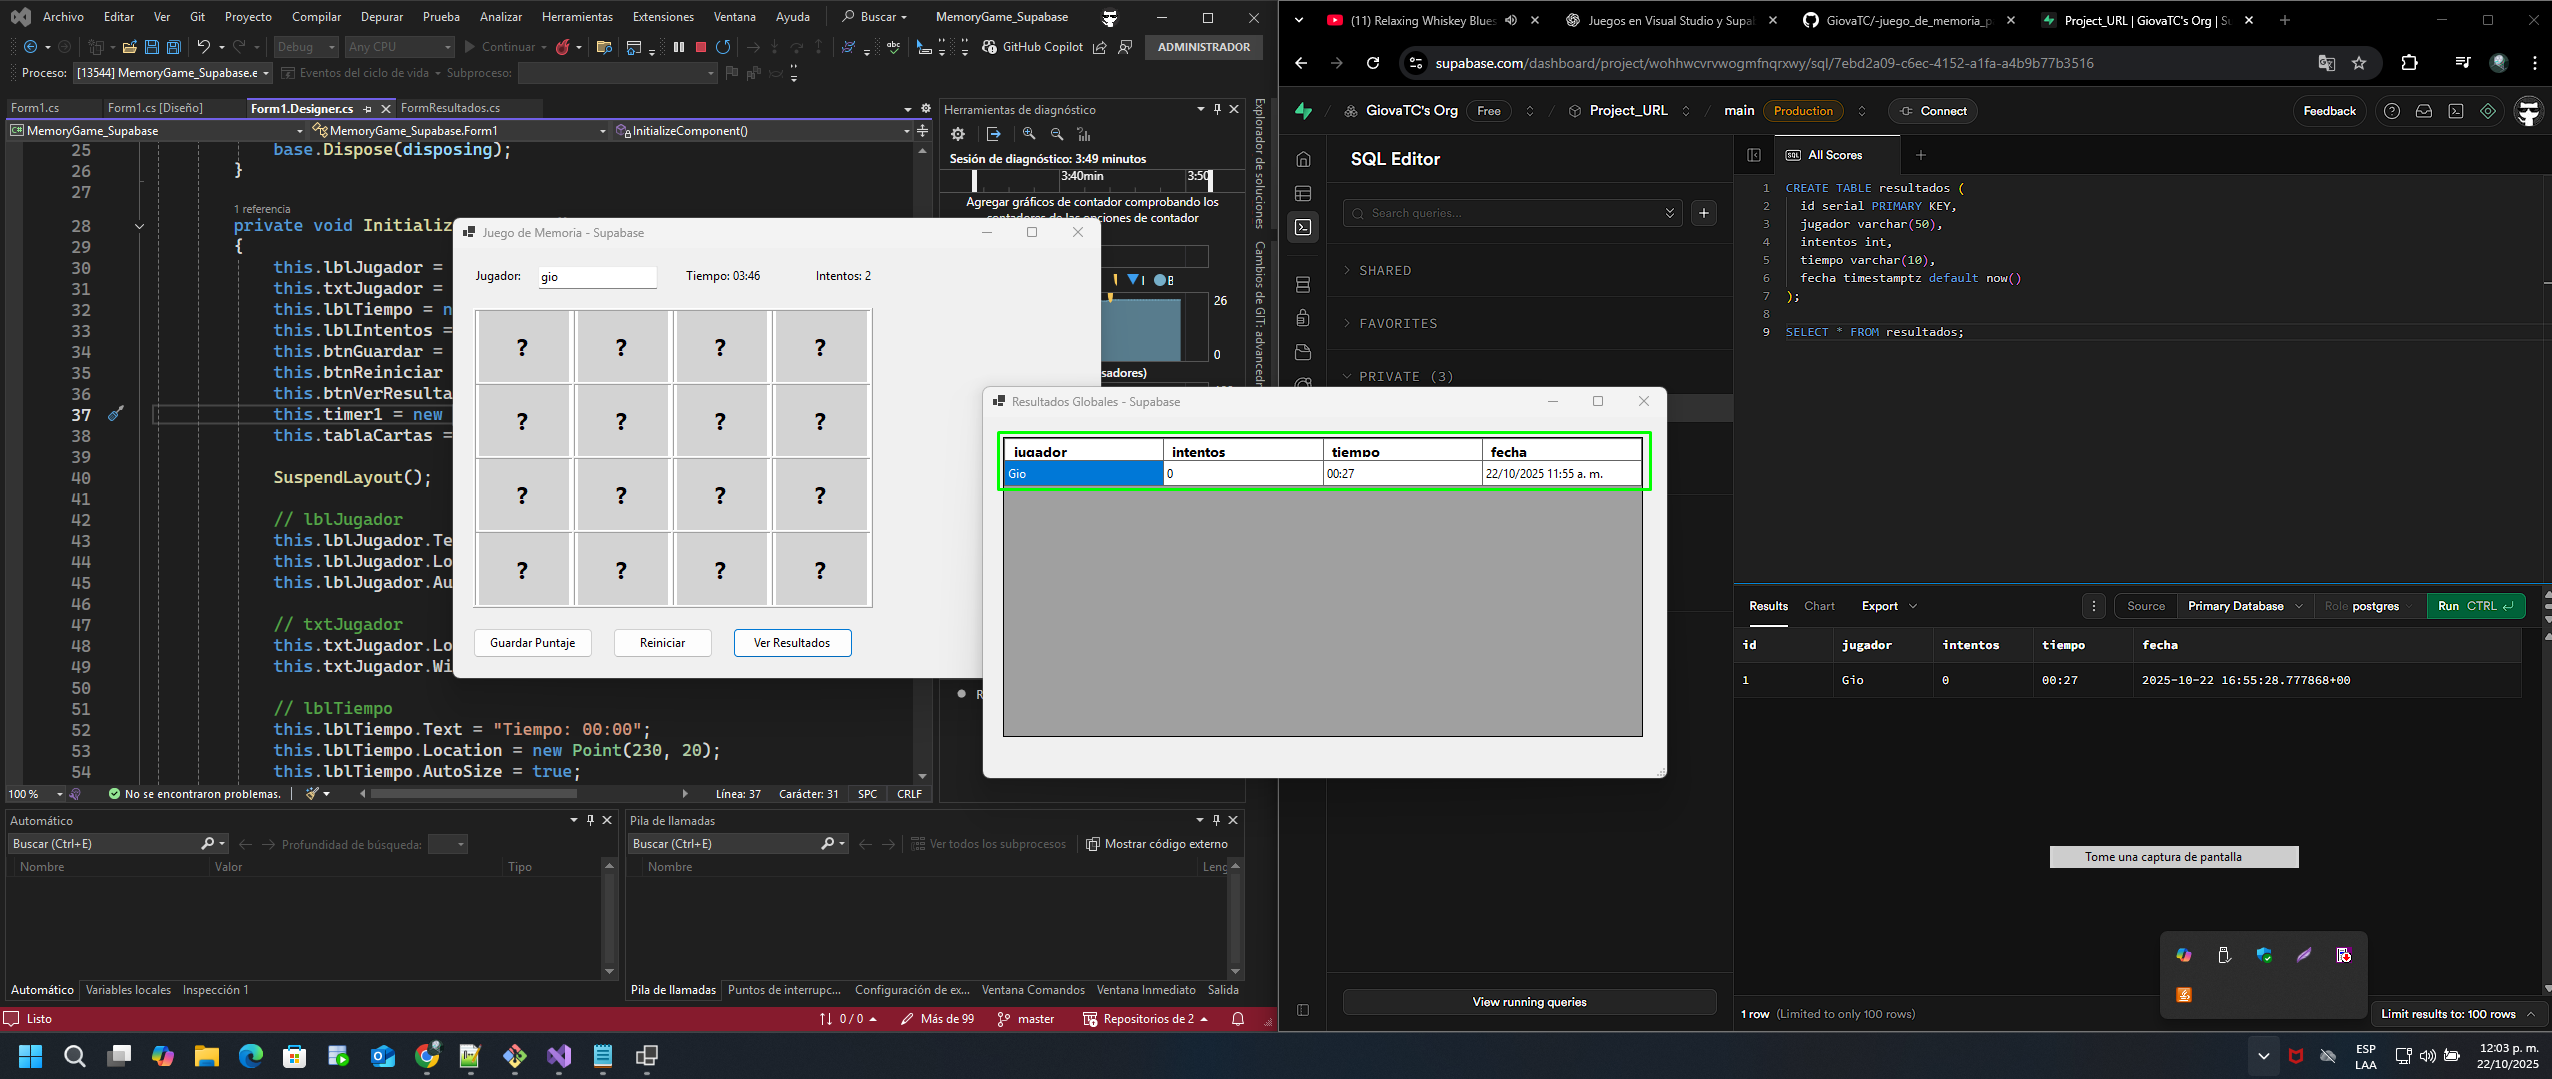 Archivo Editar Ver Git Proyecto Compilar Depurar Prueba Analizar Herramientas Extensiones Ventana Ayuda Buscar MemoryGame_Supabase
Debug Any CPU Continuar GitHub Copilot ADMINISTRADOR
Proceso: [13544] MemoryGame_Supabase.e Eventos del ciclo de vida Subproceso:
Form1.cs Form1.cs [Diseño] Form1.Designer.cs FormResultados.cs
MemoryGame_Supabase MemoryGame_Supabase.Form1 InitializeComponent()
25 base.Dispose(disposing);
26 }
27
1 referencia
28 private void Initializ
29 {
30 this.lblJugador =
31 this.txtJugador =
32 this.lblTiempo = n
33 this.lblIntentos =
34 this.btnGuardar =
35 this.btnReiniciar
36 this.btnVerResulta
37 this.timer1 = new
38 this.tablaCartas =
39
40 SuspendLayout();
41
42 // lblJugador
43 this.lblJugador.Te
44 this.lblJugador.Lo
45 this.lblJugador.Au
46
47 // txtJugador
48 this.txtJugador.Lo
49 this.txtJugador.Wi
50
51 // lblTiempo
52 this.lblTiempo.Text = "Tiempo: 00:00";
53 this.lblTiempo.Location = new Point(230, 20);
54 this.lblTiempo.AutoSize = true;
100 % No se encontraron problemas. Línea: 37 Carácter: 31 SPC CRLF
Herramientas de diagnóstico
Sesión de diagnóstico: 3:49 minutos
3:40min 3:50
Agregar gráficos de contador comprobando los
contadores de las opciones de contador
26
0
sadores)
Explorador de soluciones
Cambios de GIT: advancedr
Juego de Memoria - Supabase
Jugador: gio Tiempo: 03:46 Intentos: 2
? ? ? ?
? ? ? ?
? ? ? ?
? ? ? ?
Guardar Puntaje Reiniciar Ver Resultados
Resultados Globales - Supabase
jugador intentos tiempo fecha
Gio 0 00:27 22/10/2025 11:55 a. m.
Automático
Buscar (Ctrl+E) Profundidad de búsqueda:
Nombre Valor Tipo
Automático Variables locales Inspección 1
Pila de llamadas
Buscar (Ctrl+E) Ver todos los subprocesos Mostrar código externo
Nombre Leng
Pila de llamadas Puntos de interrupc... Configuración de ex... Ventana Comandos Ventana Inmediato Salida
Listo 0 / 0 Más de 99 master Repositorios de 2
(11) Relaxing Whiskey Blues Juegos en Visual Studio y Supa GiovaTC/-juego_de_memoria_p Project_URL | GiovaTC's Org | S
supabase.com/dashboard/project/wohhwcvrvwogmfnqrxwy/sql/7ebd2a09-c6ec-4152-a1fa-a4b9b77b3516
GiovaTC's Org Free Project_URL main Production Connect Feedback
SQL Editor
Search queries...
SHARED
FAVORITES
PRIVATE (3)
View running queries
SQL All Scores
1 CREATE TABLE resultados (
2 id serial PRIMARY KEY,
3 jugador varchar(50),
4 intentos int,
5 tiempo varchar(10),
6 fecha timestamptz default now()
7 );
8
9 SELECT * FROM resultados;
Results Chart Export Source Primary Database Role postgres Run CTRL
id jugador intentos tiempo fecha
1 Gio 0 00:27 2025-10-22 16:55:28.777868+00
Tome una captura de pantalla
1 row (Limited to only 100 rows) Limit results to: 100 rows
ESP
LAA
12:03 p. m.
22/10/2025